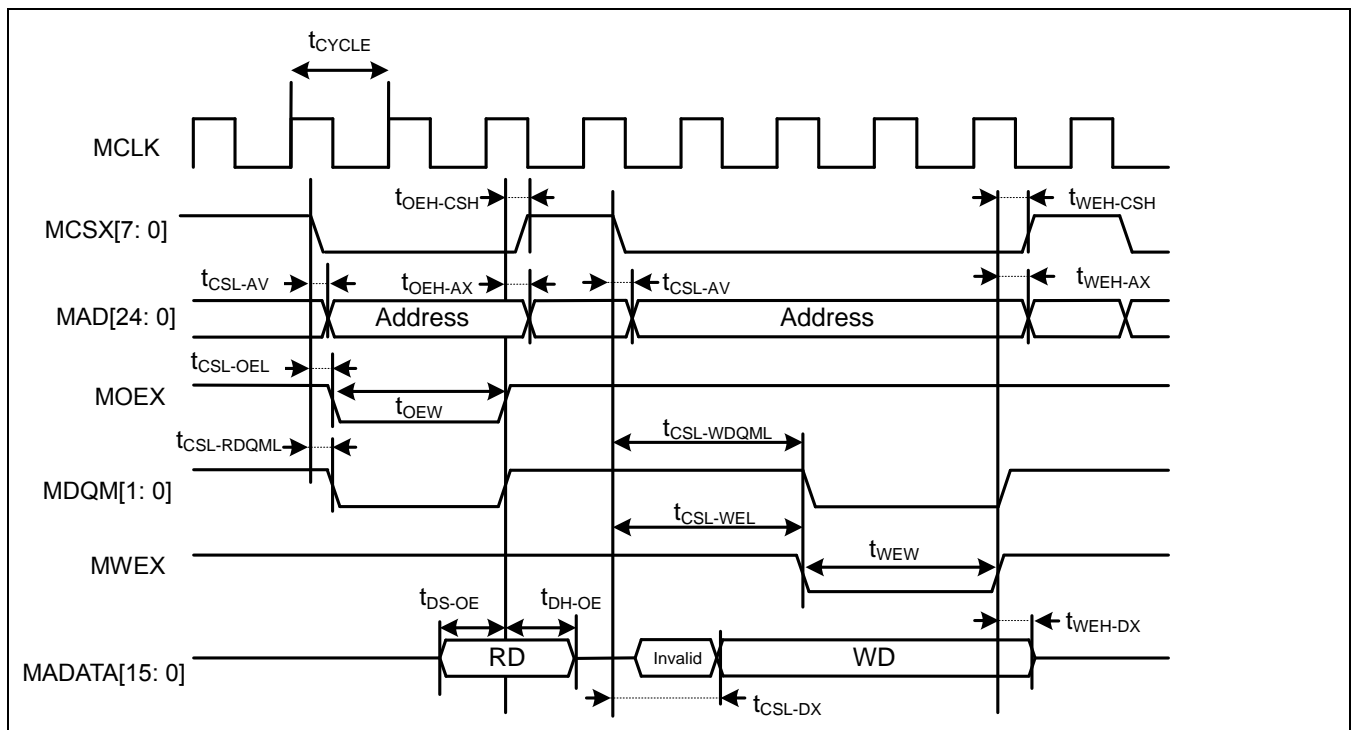 tCYCLE
MCLK
tOEH-CSH
tWEH-CSH
MCSX[7: 0]
tCSL-AV
tOEH-AX
tCSL-AV
tWEH-AX
MAD[24: 0]
Address
Address
tCSL-OEL
MOEX
tOEW
tCSL-WDQML
tCSL-RDQML
MDQM[1: 0]
tCSL-WEL
tWEW
MWEX
tDS-OE
tDH-OE
tWEH-DX
RD
Invalid
WD
MADATA[15: 0]
tCSL-DX